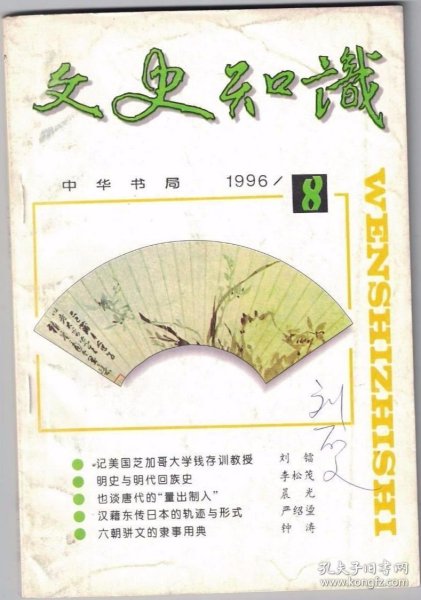 文史知識
中华书局 1996/8
WENSHIZHISHI
记美国芝加哥大学钱存训教授 刘镭
明史与明代回族史 李松茂
也谈唐代的“量出制入” 晨光
汉籍东传日本的轨迹与形式 严绍璗
六朝骈文的隶事用典 钟涛
孔夫子旧书网
www.kongfz.com